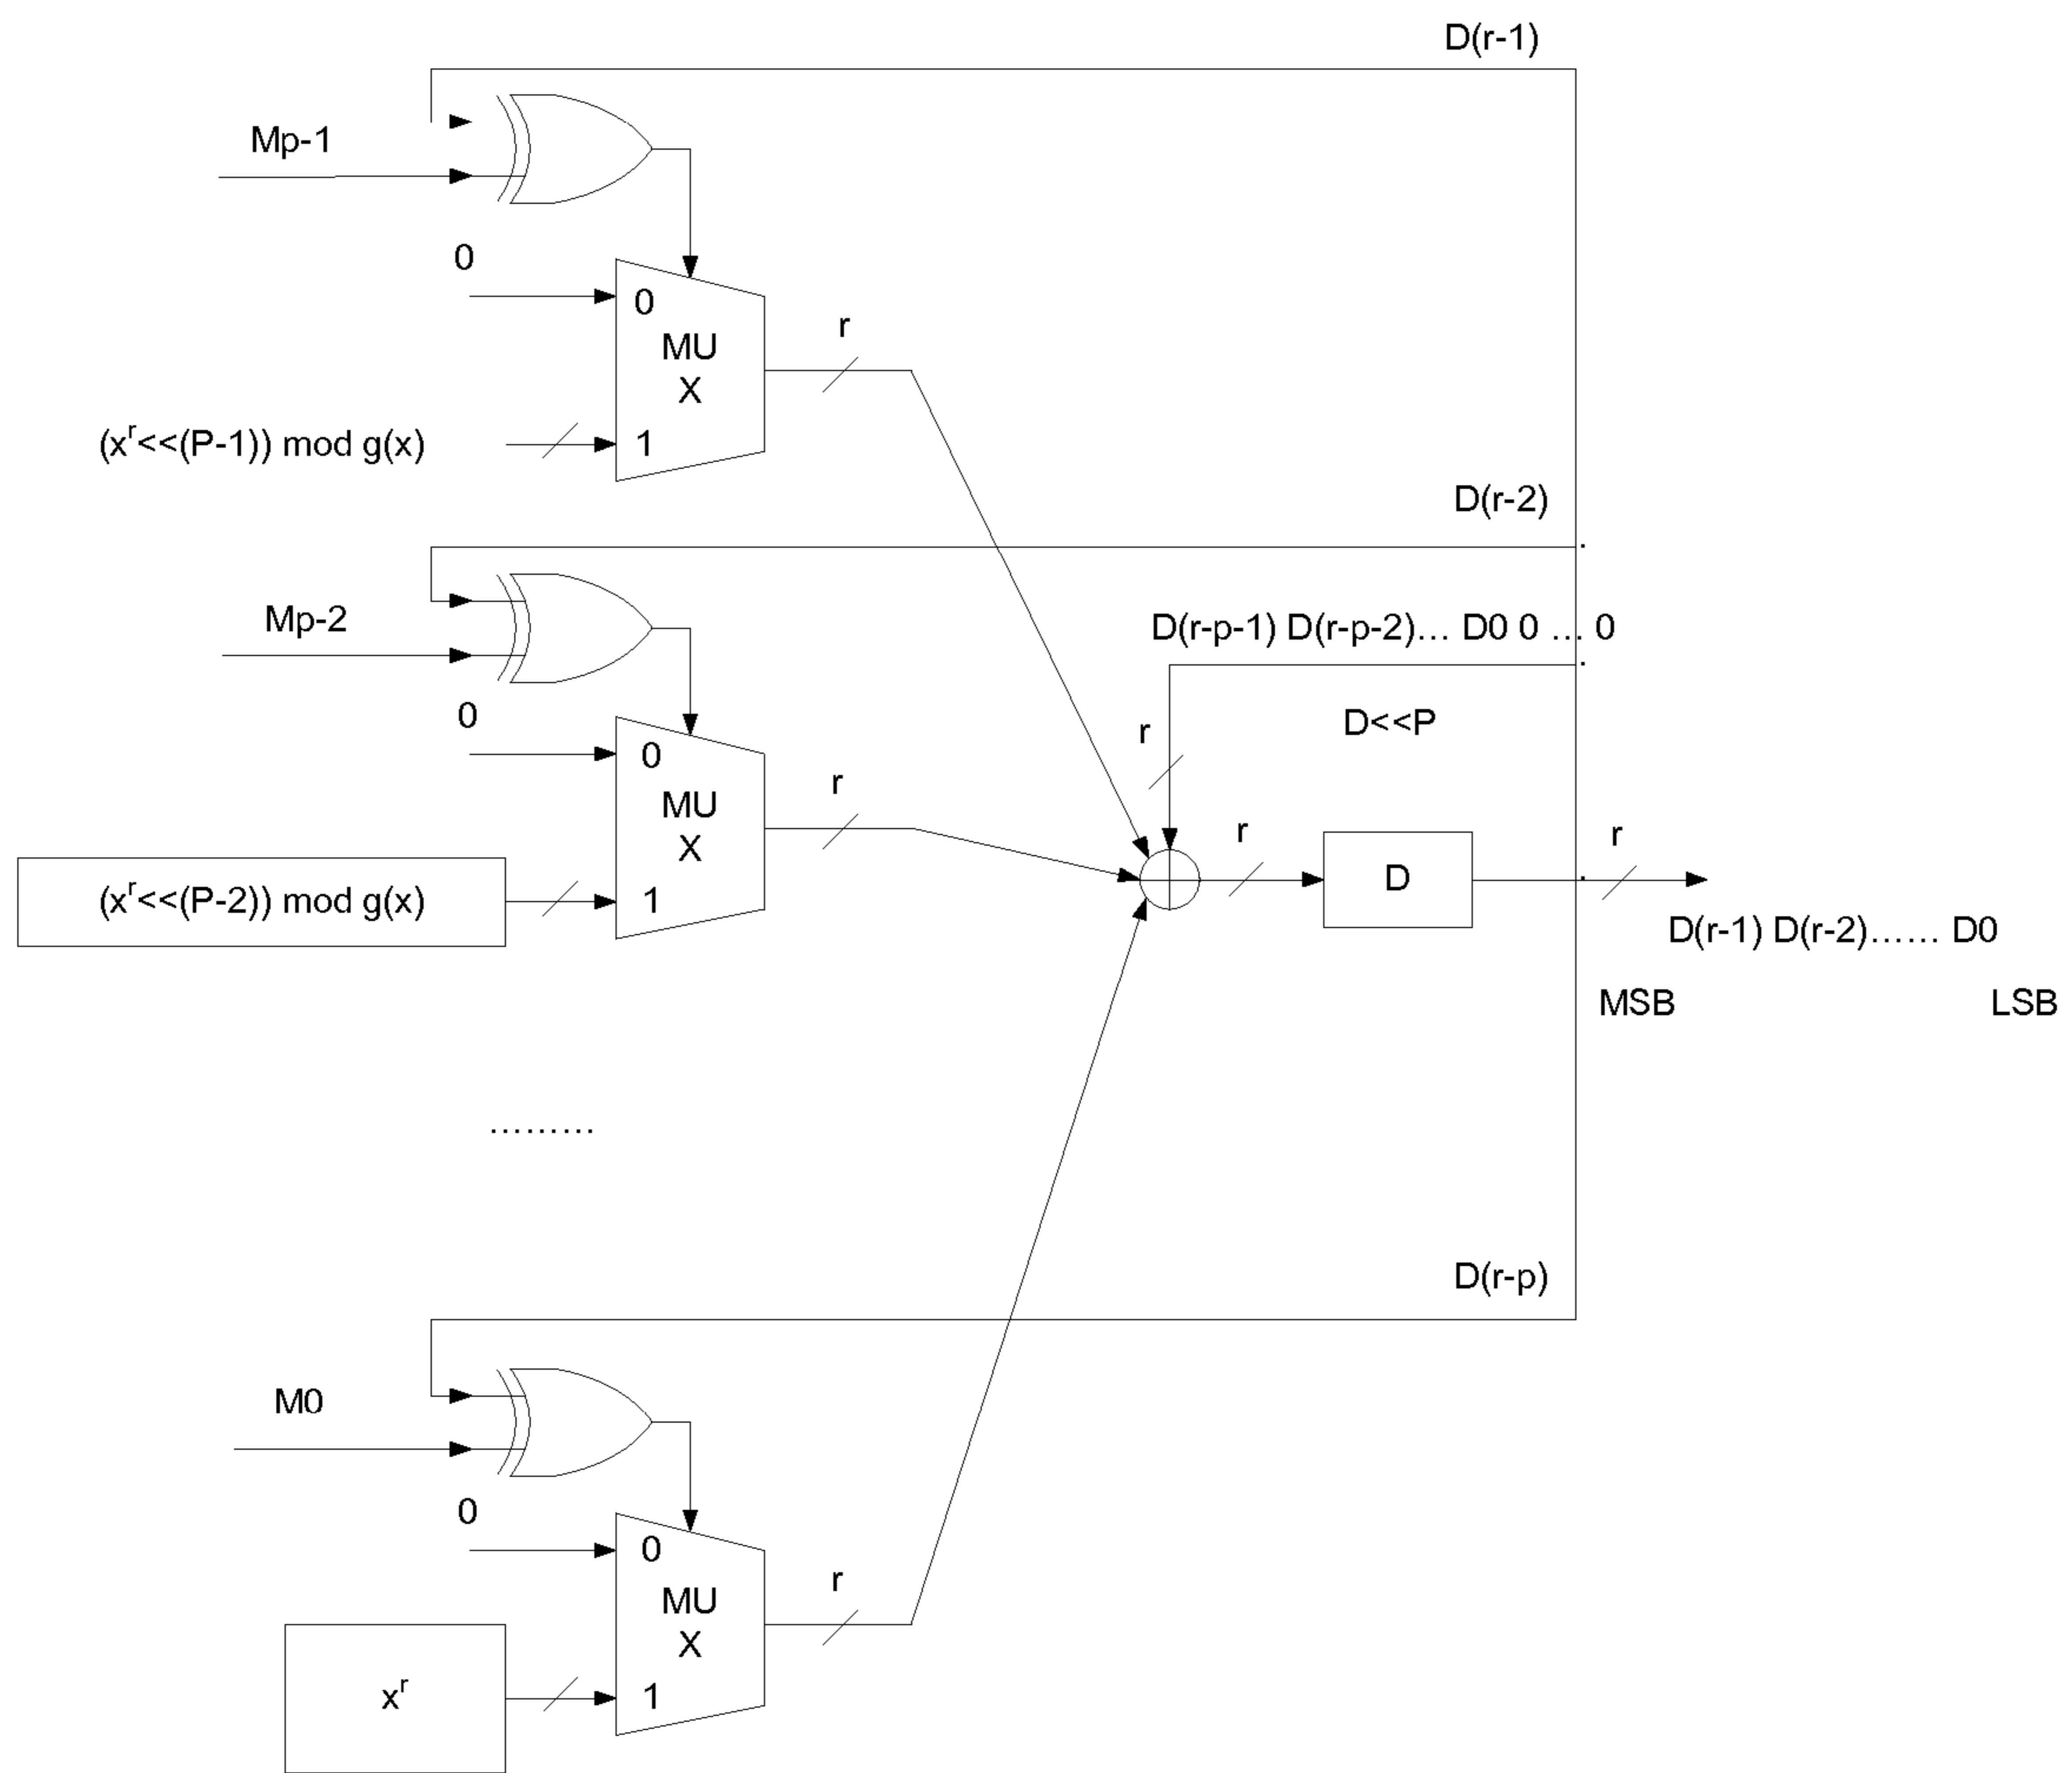 D(r-1)
Mp-1
0
0
MU
X
r
(x^r<<(P-1)) mod g(x)
1
D(r-2)
Mp-2
D(r-p-1) D(r-p-2)... D0 0 ... 0
0
0
D<<P
r
MU
X
r
r
r
(x^r<<(P-2)) mod g(x)
1
D
D(r-1) D(r-2)...... D0
MSB
LSB
.........
D(r-p)
M0
0
0
MU
X
r
x^r
1